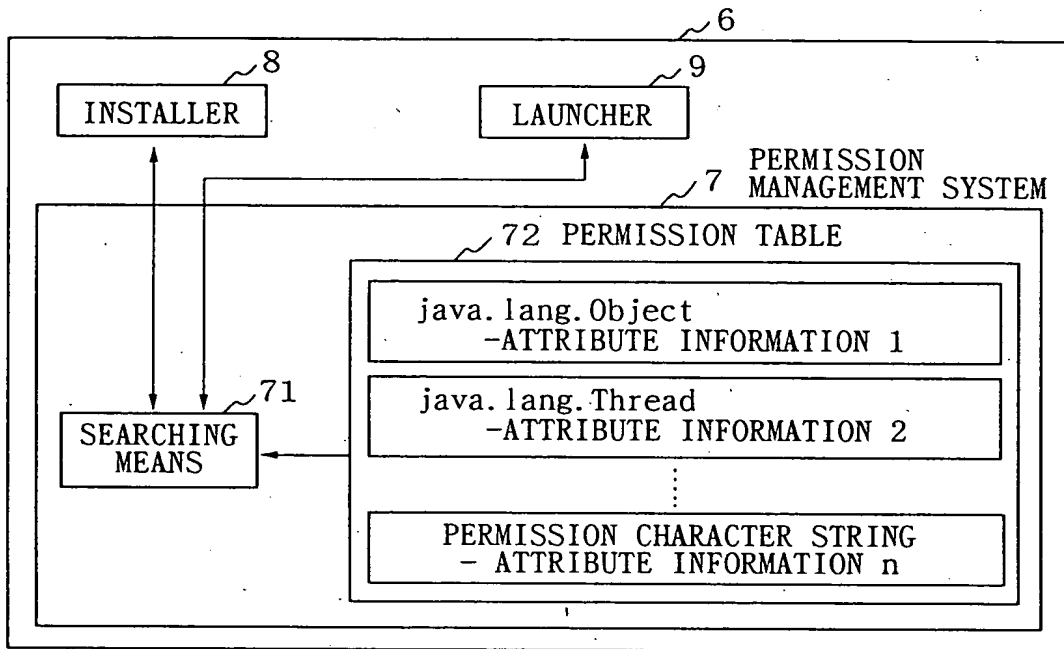 6
8
9
INSTALLER
LAUNCHER
7
PERMISSION
MANAGEMENT SYSTEM
72 PERMISSION TABLE
java.lang.Object
-ATTRIBUTE INFORMATION 1
71
java.lang.Thread
-ATTRIBUTE INFORMATION 2
SEARCHING
MEANS
PERMISSION CHARACTER STRING
- ATTRIBUTE INFORMATION n